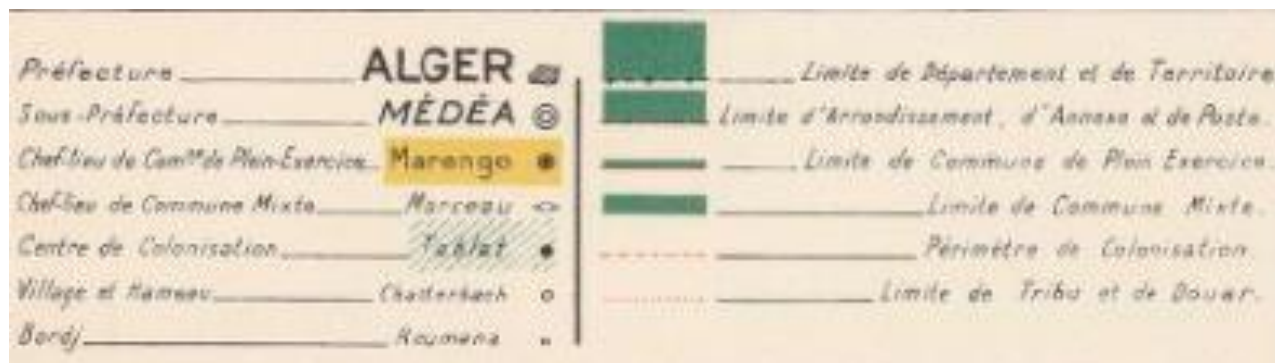 Préfecture ALGER
Sous-Préfecture MÉDÉA
Chef-lieu de Comᵐᵉ de Plein-Exercice Marengo
Chef-lieu de Commune Mixte Marceau
Centre de Colonisation Tablat
Village et Hameau Chatterbach
Bordj Roumana
Limite de Département et de Territoire
Limite d'Arrondissement, d'Annexe et de Poste.
Limite de Commune de Plein Exercice.
Limite de Commune Mixte.
Périmètre de Colonisation.
Limite de Tribu et de Douar.